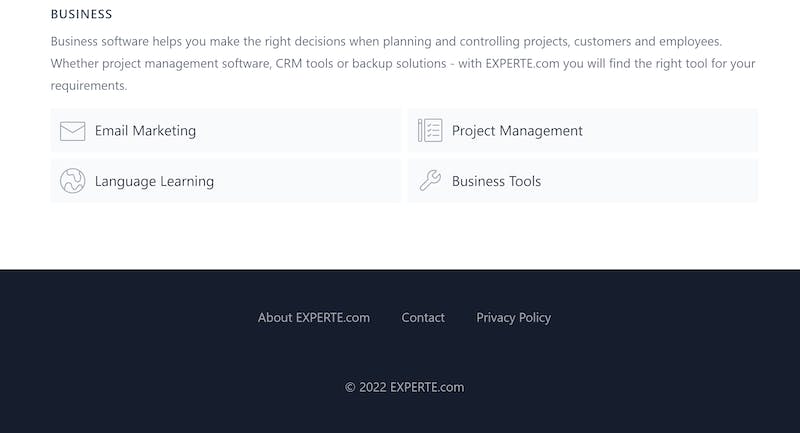 BUSINESS
Business software helps you make the right decisions when planning and controlling projects, customers and employees.
Whether project management software, CRM tools or backup solutions - with EXPERTE.com you will find the right tool for your
requirements.
Email Marketing
Project Management
Language Learning
Business Tools
About EXPERTE.com
Contact
Privacy Policy
© 2022 EXPERTE.com